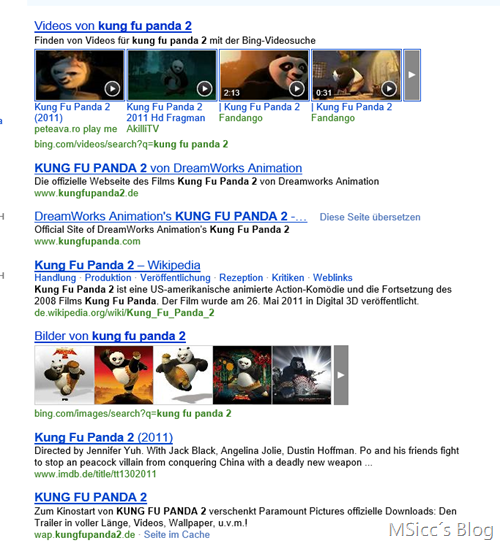 Videos von kung fu panda 2
Finden von Videos für kung fu panda 2 mit der Bing-Videosuche
2:13
0:31
Kung Fu Panda 2
(2011)
peteava.ro play me
Kung Fu Panda 2
2011 Hd Fragman
AkilliTV
| Kung Fu Panda 2
Fandango
| Kung Fu Panda 2
Fandango
bing.com/videos/search?q=kung fu panda 2
KUNG FU PANDA 2 von DreamWorks Animation
Die offizielle Webseite des Films Kung Fu Panda 2 von Dreamworks Animation
www.kungfupanda2.de
DreamWorks Animation's KUNG FU PANDA 2 -… Diese Seite übersetzen
Official Site of DreamWorks Animation's Kung Fu Panda 2
www.kungfupanda.com
H
Kung Fu Panda 2 – Wikipedia
Handlung · Produktion · Veröffentlichung · Rezeption · Kritiken · Weblinks
H
Kung Fu Panda 2 ist eine US-amerikanische animierte Action-Komödie und die Fortsetzung des
2008 Films Kung Fu Panda. Der Film wurde am 26. Mai 2011 in Digital 3D veröffentlicht.
de.wikipedia.org/wiki/Kung_Fu_Panda_2
Bilder von kung fu panda 2
bing.com/images/search?q=kung fu panda 2
Kung Fu Panda 2 (2011)
Directed by Jennifer Yuh. With Jack Black, Angelina Jolie, Dustin Hoffman. Po and his friends fight
to stop an peacock villain from conquering China with a deadly new weapon ...
www.imdb.de/title/tt1302011
KUNG FU PANDA 2
Zum Kinostart von KUNG FU PANDA 2 verschenkt Paramount Pictures offizielle Downloads: Den
Trailer in voller Länge, Videos, Wallpaper, u.v.m.!
wap.kungfupanda2.de · Seite im Cache
MSicc´s Blog